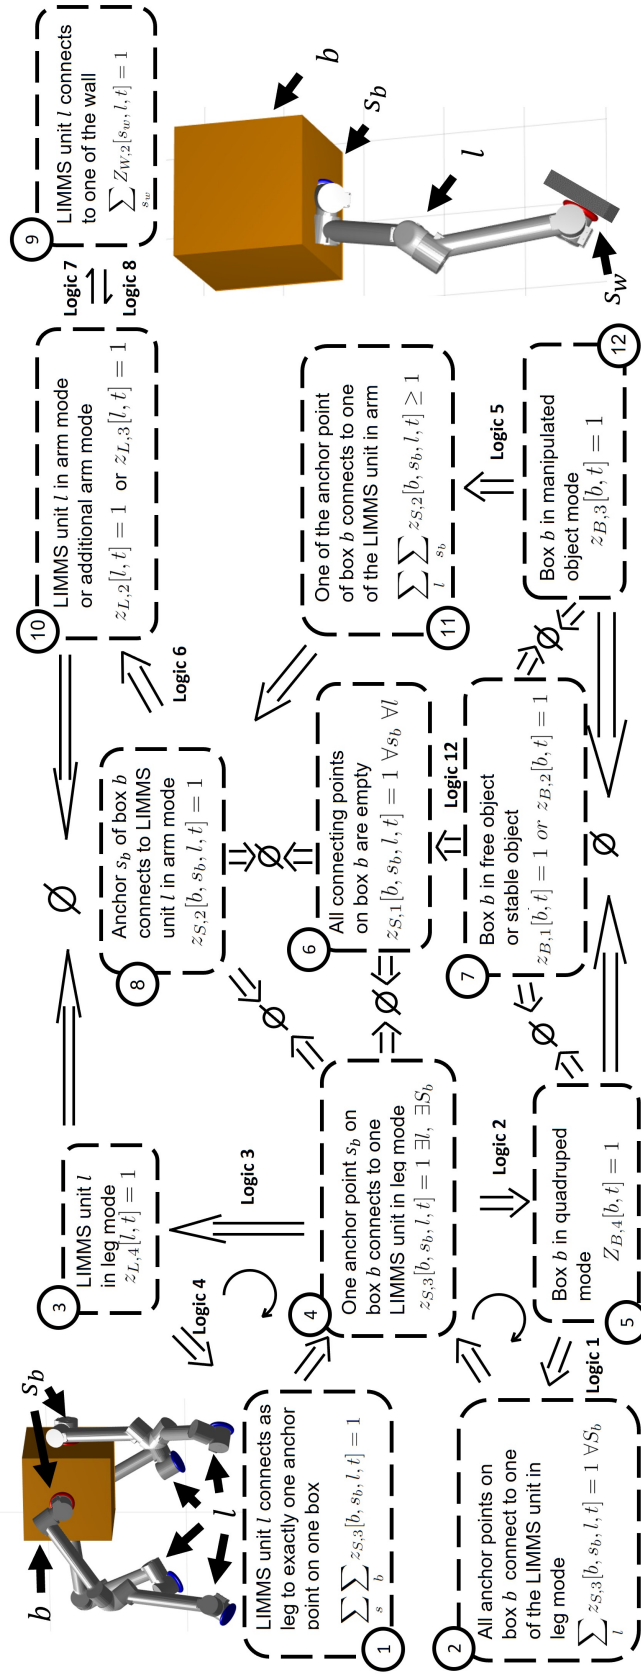 b
s_b
l
1
LIMMS unit l connects as
leg to exactly one anchor
point on one box
∑_s ∑_b z_{S,3}[b, s_b, l, t] = 1
2
All anchor points on
box b connect to one
of the LIMMS unit in
leg mode
∑_l z_{S,3}[b, s_b, l, t] = 1 ∀S_b
3
LIMMS unit l
in leg mode
z_{L,4}[l, t] = 1
Logic 4
Logic 3
4
One anchor point s_b on
box b connects to one
LIMMS unit in leg mode
z_{S,3}[b, s_b, l, t] = 1 ∃l, ∃S_b
Logic 2
Logic 1
5
Box b in quadruped
mode
Z_{B,4}[b, t] = 1
∅
8
Anchor s_b of box b
connects to LIMMS
unit l in arm mode
z_{S,2}[b, s_b, l, t] = 1
∅
∅
∅
6
All connecting points
on box b are empty
z_{S,1}[b, s_b, l, t] = 1 ∀s_b ∀l
Logic 12
∅
7
Box b in free object
or stable object
z_{B,1}[b, t] = 1 or z_{B,2}[b, t] = 1
∅
∅
Logic 6
10
LIMMS unit l in arm mode
or additional arm mode
z_{L,2}[l, t] = 1 or z_{L,3}[l, t] = 1
11
One of the anchor point
of box b connects to one
of the LIMMS unit in arm
∑_l ∑_{s_b} z_{S,2}[b, s_b, l, t] ≥ 1
Logic 5
12
Box b in manipulated
object mode
z_{B,3}[b, t] = 1
Logic 7
Logic 8
9
LIMMS unit l connects
to one of the wall
∑_{s_w} Z_{W,2}[s_w, l, t] = 1
b
s_b
l
s_w